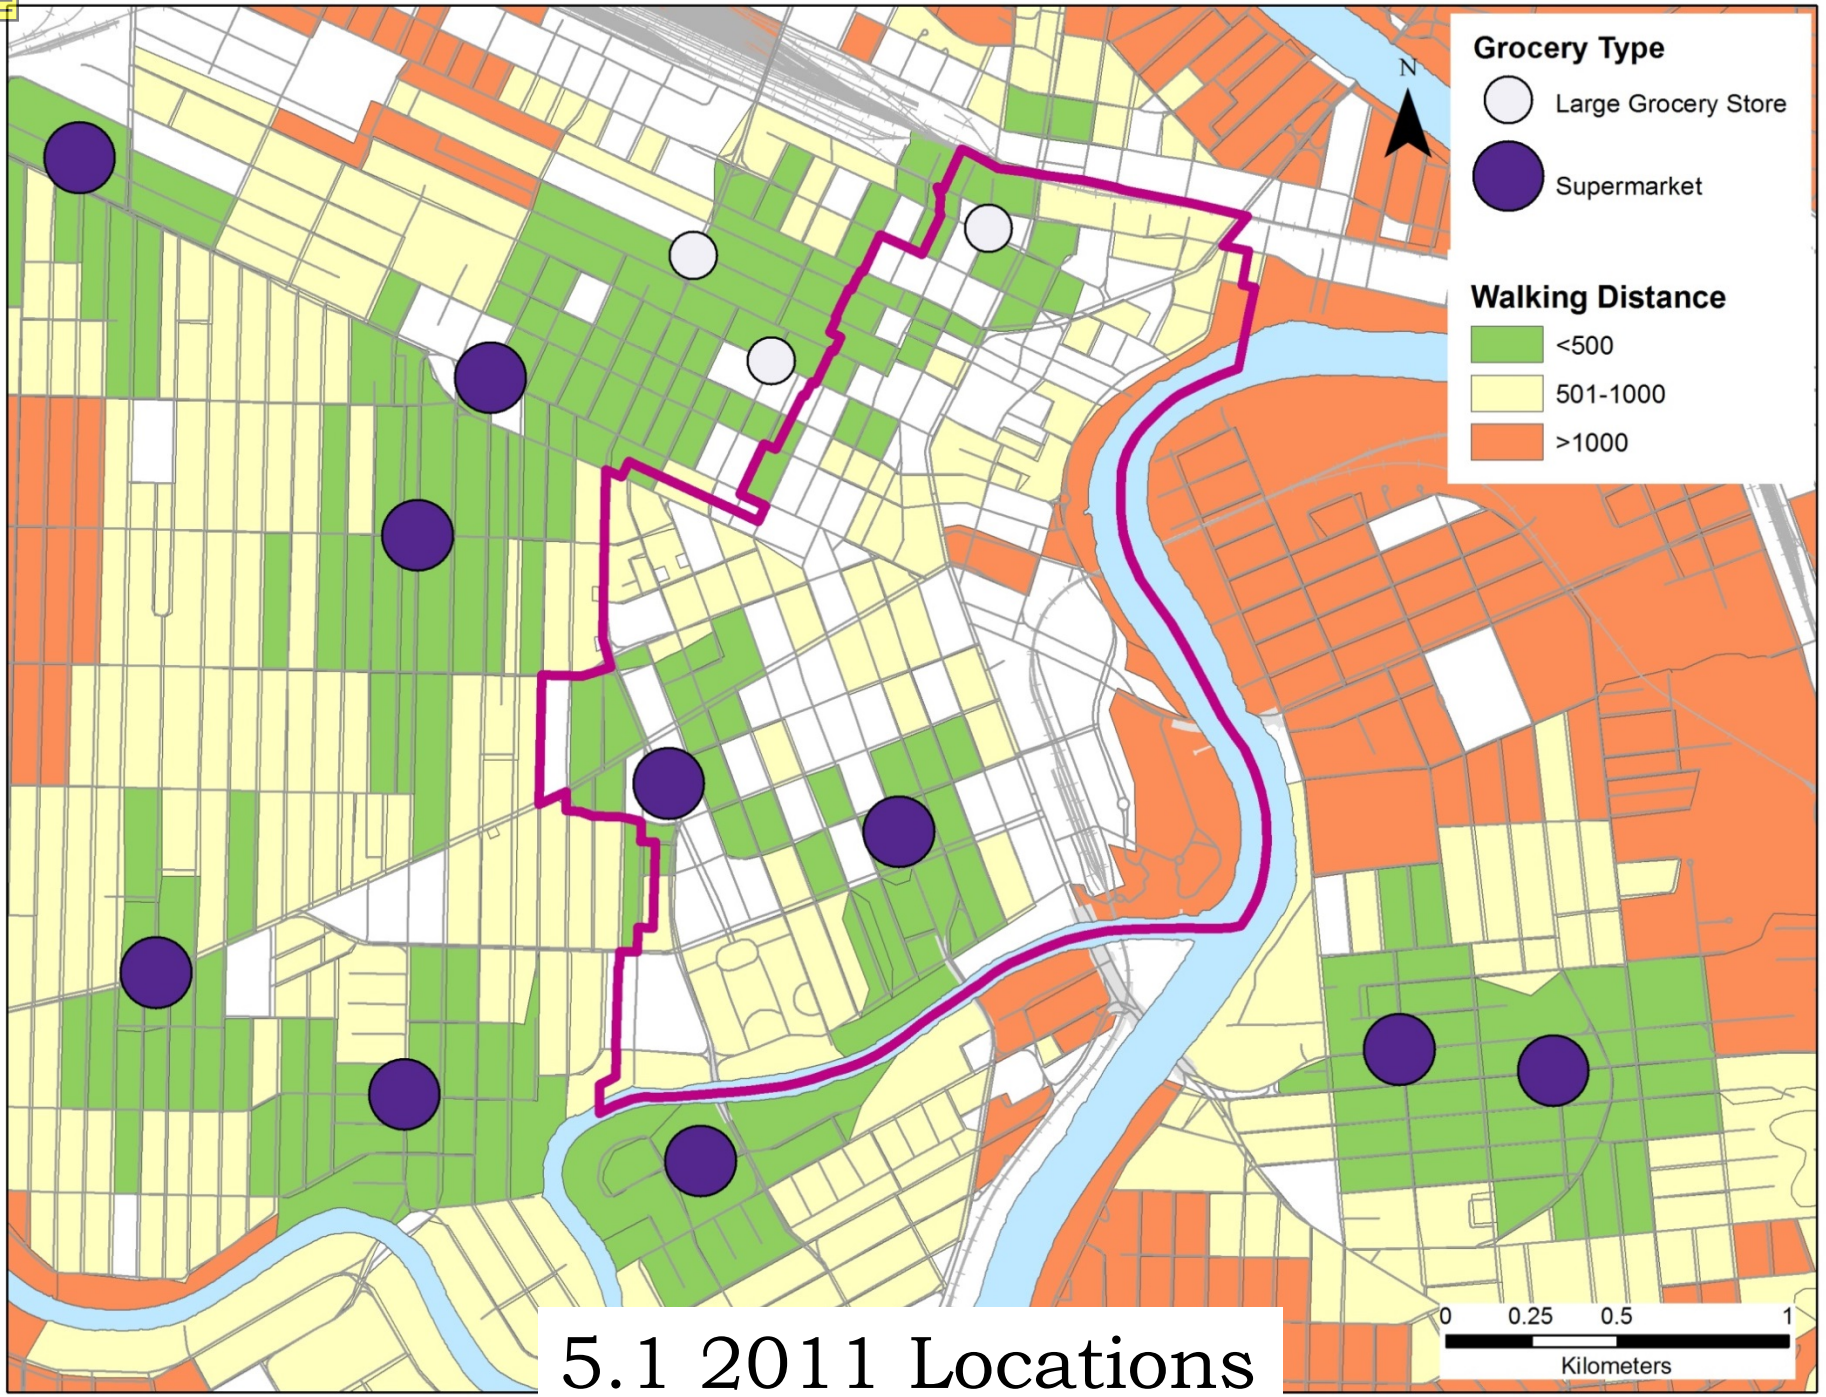 Grocery Type
N
Large Grocery Store
Supermarket
Walking Distance
<500
501-1000
>1000
0 0.25 0.5 1
Kilometers
5.1 2011 Locations